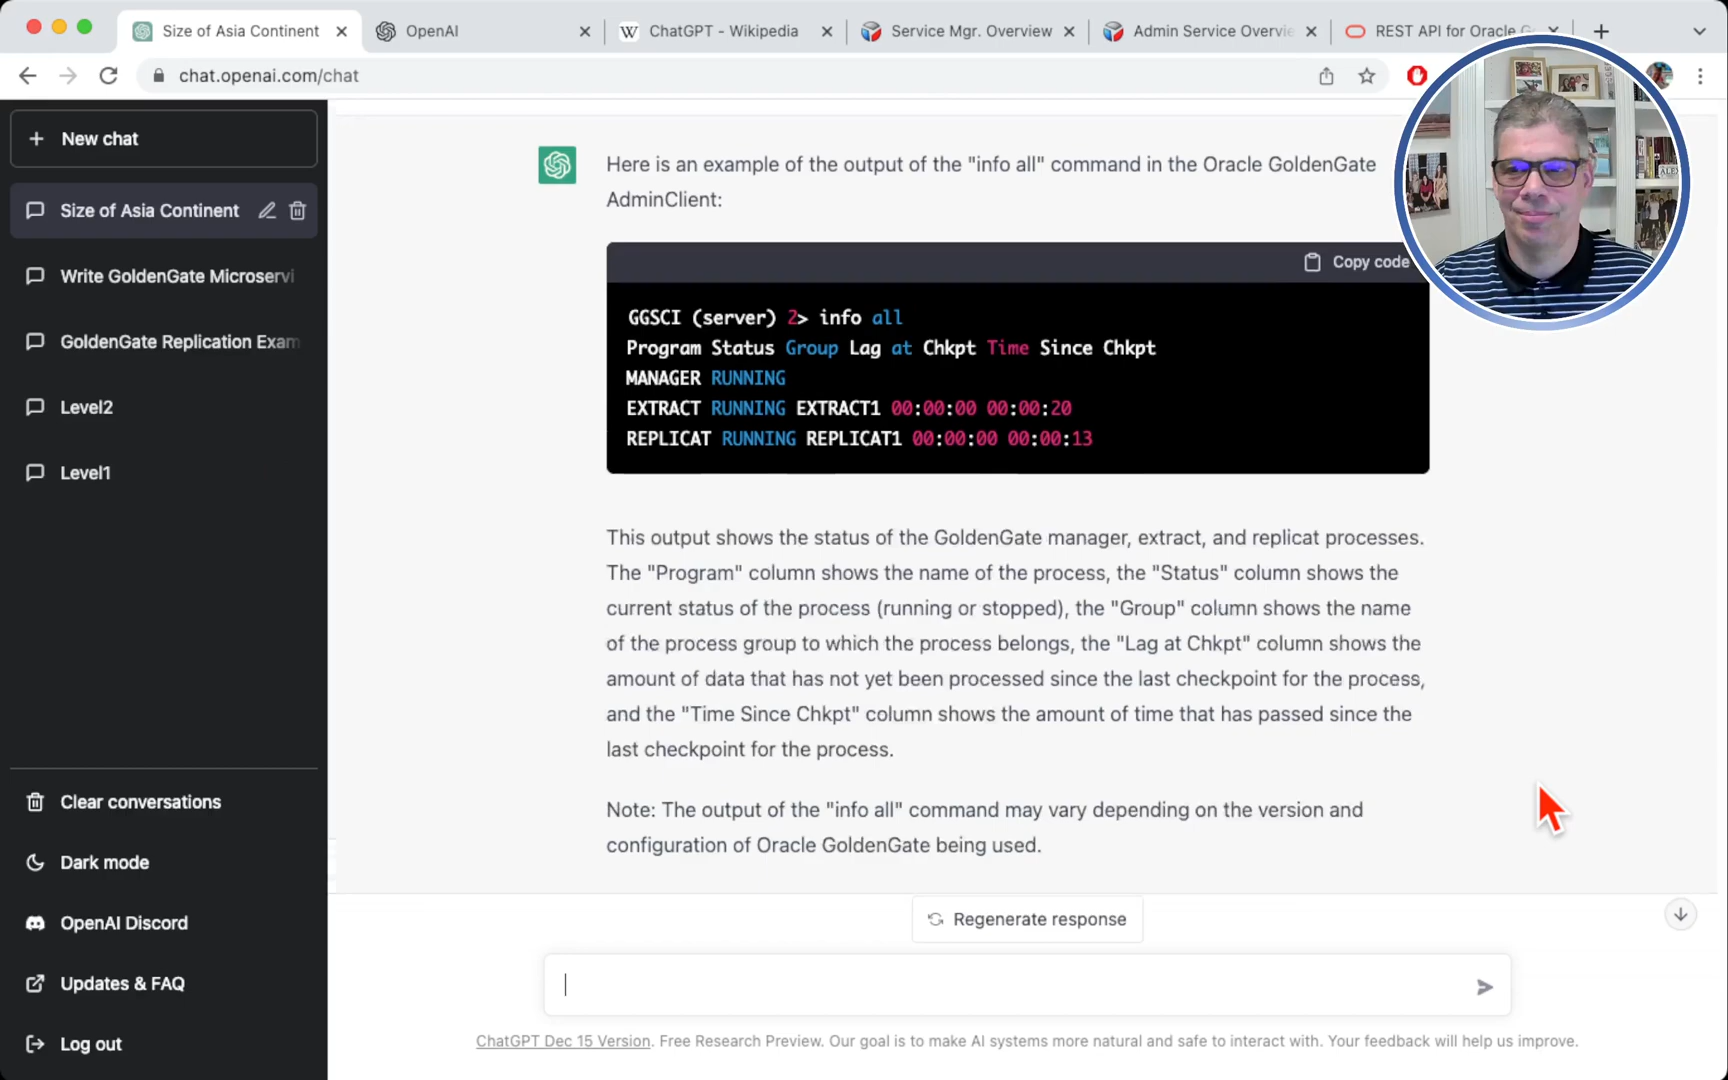 Size of Asia Continent
OpenAI
W ChatGPT - Wikipedia
Service Mgr. Overview
Admin Service Overvie
REST API for Oracle G
chat.openai.com/chat
New chat
Size of Asia Continent
Write GoldenGate Microservi
GoldenGate Replication Exam
Level2
Level1
Clear conversations
Dark mode
OpenAI Discord
Updates & FAQ
Log out
Here is an example of the output of the "info all" command in the Oracle GoldenGate
AdminClient:
Copy code
GGSCI (server) 2> info all
Program Status Group Lag at Chkpt Time Since Chkpt
MANAGER RUNNING
EXTRACT RUNNING EXTRACT1 00:00:00 00:00:20
REPLICAT RUNNING REPLICAT1 00:00:00 00:00:13
This output shows the status of the GoldenGate manager, extract, and replicat processes.
The "Program" column shows the name of the process, the "Status" column shows the
current status of the process (running or stopped), the "Group" column shows the name
of the process group to which the process belongs, the "Lag at Chkpt" column shows the
amount of data that has not yet been processed since the last checkpoint for the process,
and the "Time Since Chkpt" column shows the amount of time that has passed since the
last checkpoint for the process.
Note: The output of the "info all" command may vary depending on the version and
configuration of Oracle GoldenGate being used.
Regenerate response
ChatGPT Dec 15 Version. Free Research Preview. Our goal is to make AI systems more natural and safe to interact with. Your feedback will help us improve.